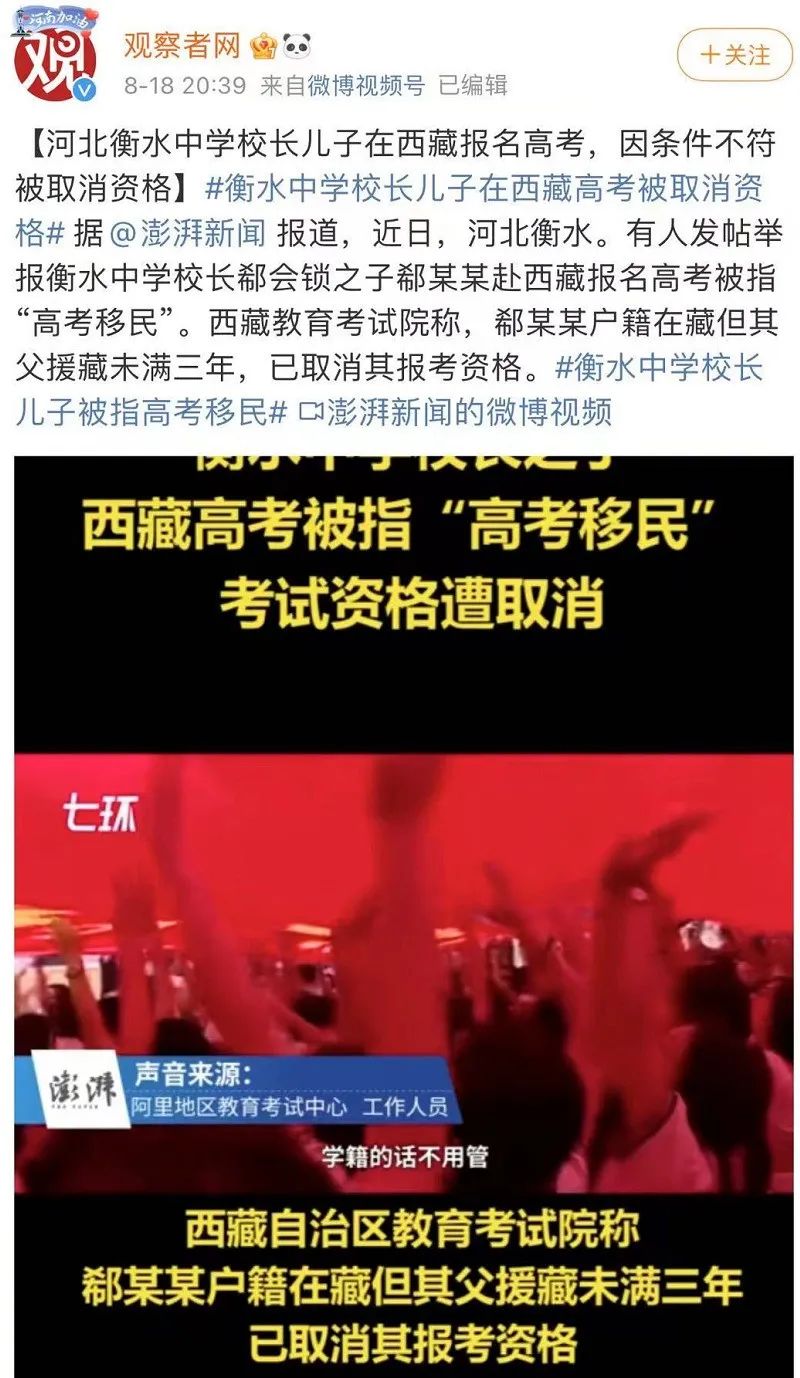 河南加油
观
观察者网
+关注
8-18 20:39 来自微博视频号 已编辑
【河北衡水中学校长儿子在西藏报名高考，因条件不符
被取消资格】#衡水中学校长儿子在西藏高考被取消资
格# 据@澎湃新闻 报道，近日，河北衡水。有人发帖举
报衡水中学校长郗会锁之子郗某某赴西藏报名高考被指
“高考移民”。西藏教育考试院称，郗某某户籍在藏但其
父援藏未满三年，已取消其报考资格。#衡水中学校长
儿子被指高考移民# 澎湃新闻的微博视频
衡水中学校长之子
西藏高考被指“高考移民”
考试资格遭取消
七环
澎湃
THE PAPER
声音来源：
阿里地区教育考试中心 工作人员
学籍的话不用管
西藏自治区教育考试院称
郗某某户籍在藏但其父援藏未满三年
已取消其报考资格